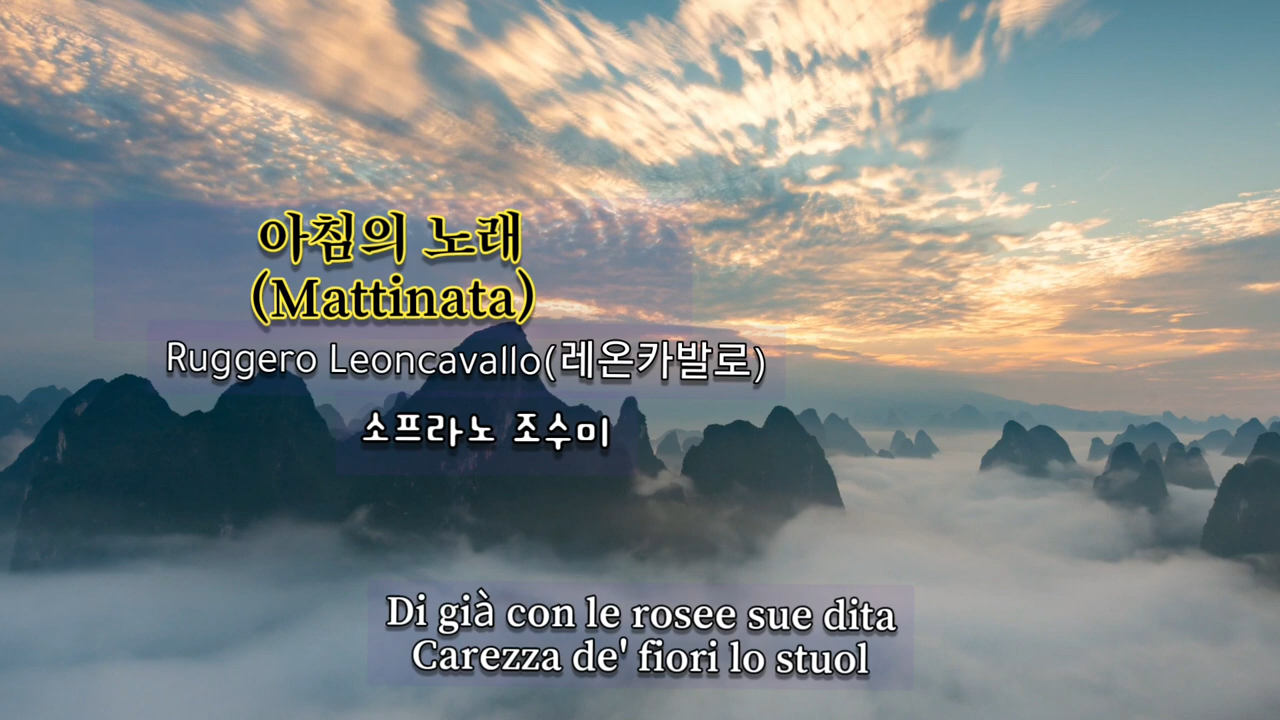 아침의 노래
(Mattinata)
Ruggero Leoncavallo(레온카발로)
소프라노 조수미
Di già con le rosee sue dita
Carezza de' fiori lo stuol